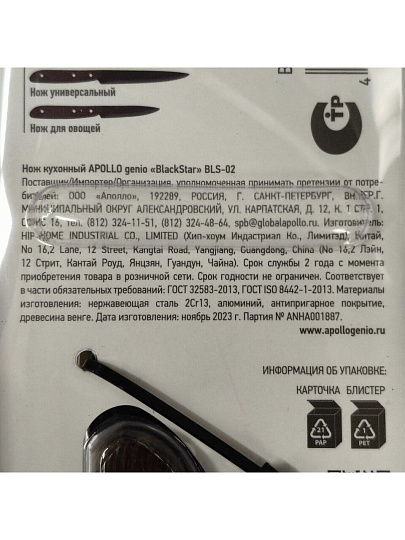 Нож универсальный
Нож для овощей
В
4
Нож кухонный APOLLO genio «BlackStar» BLS-02
Поставщик/Импортер/Организация, уполномоченная принимать претензии от потре-
бителей: ООО «Аполло», 192289, РОССИЯ, Г. САНКТ-ПЕТЕРБУРГ, ВН.ТЕР.Г.
МУНИЦИПАЛЬНЫЙ ОКРУГ АЛЕКСАНДРОВСКИЙ, УЛ. КАРПАТСКАЯ, Д. 12, К. 1 СТР. 1,
ОФИС 16, тел. (812) 324-11-51, (812) 324-48-64, spb@globalapollo.ru. Изготовитель:
HIP HOME INDUSTRIAL CO., LIMITED (Хип-хоум Индастриал Ко., Лимитэд) Китай,
No 16,2 Lane, 12 Street, Kangtai Road, Yangjiang, Guangdong, China (No 16,2 Лэйн,
12 Стрит, Кантай Роуд, Янцзян, Гуандун, Чайна). Срок службы 2 года с момента
приобретения товара в розничной сети. Срок годности не ограничен. Соответствует
в части обязательных требований: ГОСТ 32583-2013, ГОСТ ISO 8442-1-2013. Материалы
изготовления: нержавеющая сталь 2Cr13, алюминий, антипригарное покрытие,
древесина венге. Дата изготовления: ноябрь 2023 г. Партия № ANHA001887.
www.apollogenio.ru
ИНФОРМАЦИЯ ОБ УПАКОВКЕ:
КАРТОЧКА БЛИСТЕР
21
PAP
1
PET